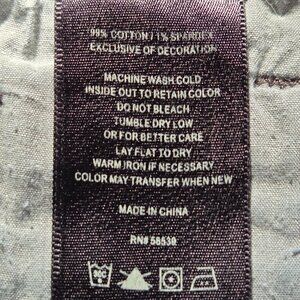 99% COTTON / 1% SPANDEX
EXCLUSIVE OF DECORATION
MACHINE WASH COLD
INSIDE OUT TO RETAIN COLOR
DO NOT BLEACH
TUMBLE DRY LOW
OR FOR BETTER CARE
LAY FLAT TO DRY
WARM IRON IF NECESSARY
COLOR MAY TRANSFER WHEN NEW
MADE IN CHINA
RN# 58539